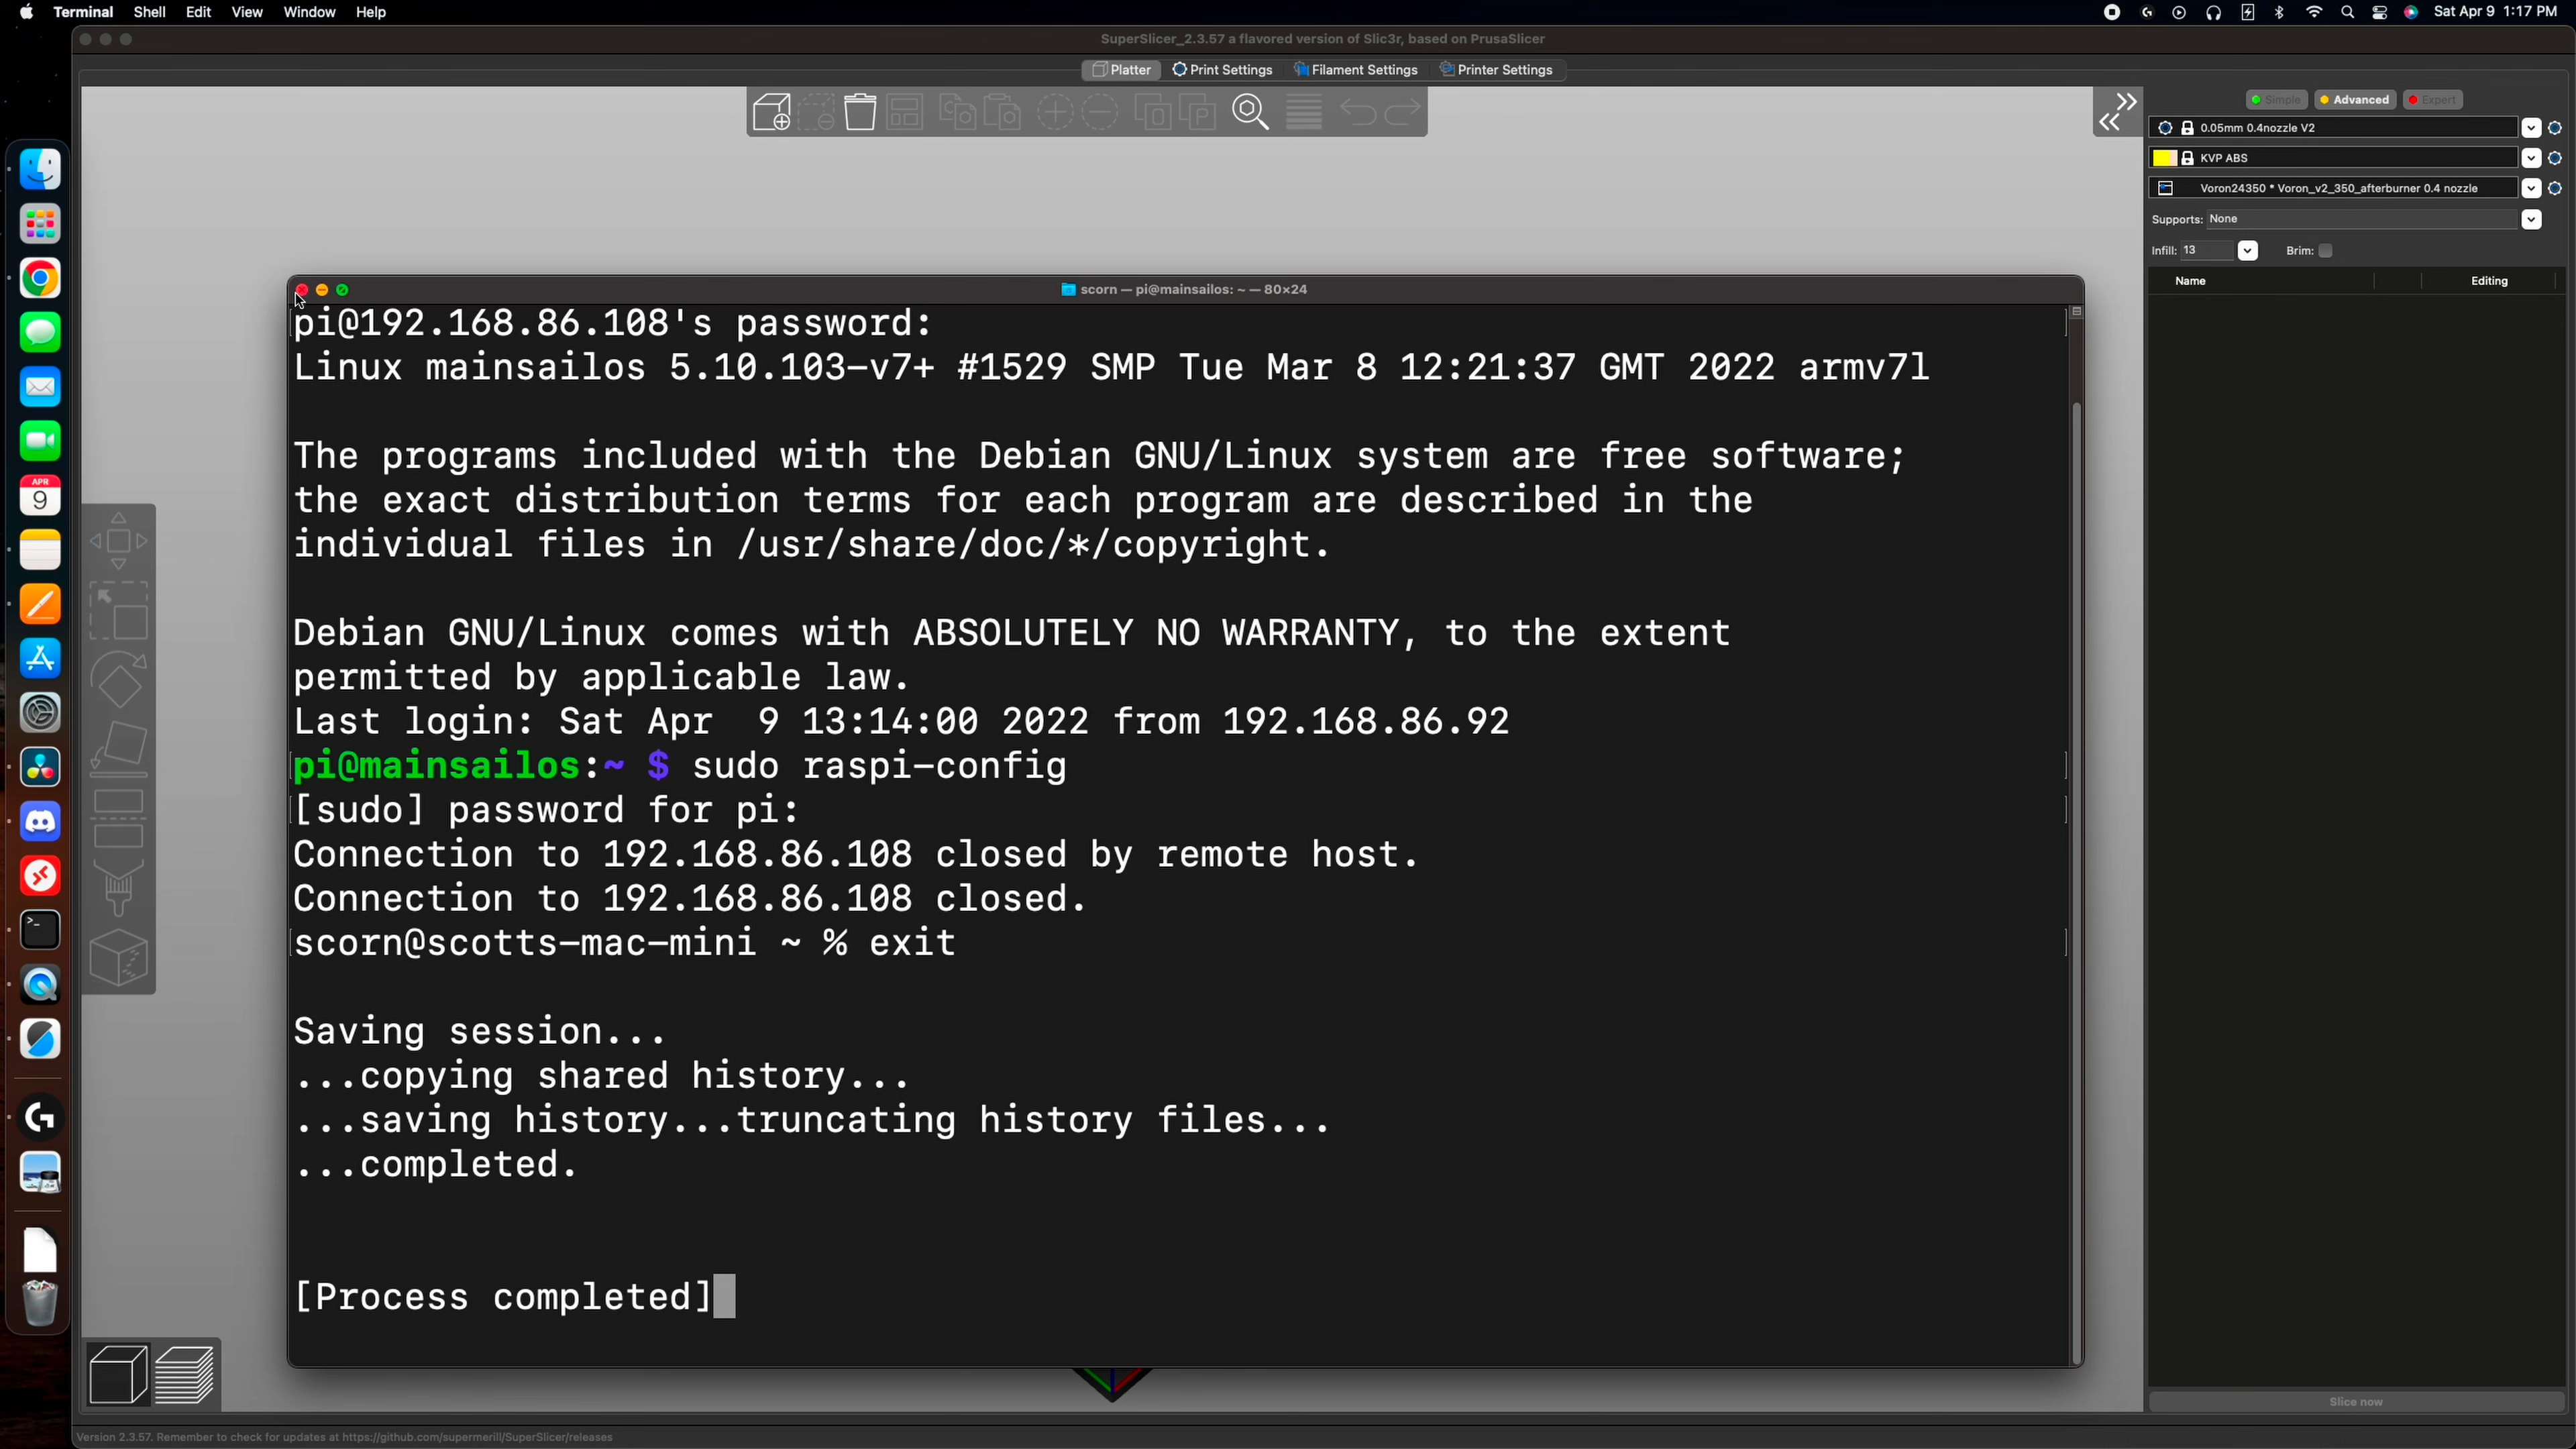 Terminal Shell Edit View Window Help
Sat Apr 9 1:17 PM
SuperSlicer_2.3.57 a flavored version of Slic3r, based on PrusaSlicer
Platter Print Settings Filament Settings Printer Settings
Simple Advanced Expert
0.05mm 0.4nozzle V2
KVP ABS
Voron24350 * Voron_v2_350_afterburner 0.4 nozzle
Supports: None
Infill: 13 Brim:
Name Editing
scorn — pi@mainsailos: ~ — 80×24
pi@192.168.86.108's password:
Linux mainsailos 5.10.103-v7+ #1529 SMP Tue Mar 8 12:21:37 GMT 2022 armv7l
The programs included with the Debian GNU/Linux system are free software;
the exact distribution terms for each program are described in the
individual files in /usr/share/doc/*/copyright.
Debian GNU/Linux comes with ABSOLUTELY NO WARRANTY, to the extent
permitted by applicable law.
Last login: Sat Apr  9 13:14:00 2022 from 192.168.86.92
pi@mainsailos:~ $ sudo raspi-config
[sudo] password for pi:
Connection to 192.168.86.108 closed by remote host.
Connection to 192.168.86.108 closed.
scorn@scotts-mac-mini ~ % exit
Saving session...
...copying shared history...
...saving history...truncating history files...
...completed.
[Process completed]
APR
9
Slice now
Version 2.3.57. Remember to check for updates at https://github.com/supermerill/SuperSlicer/releases